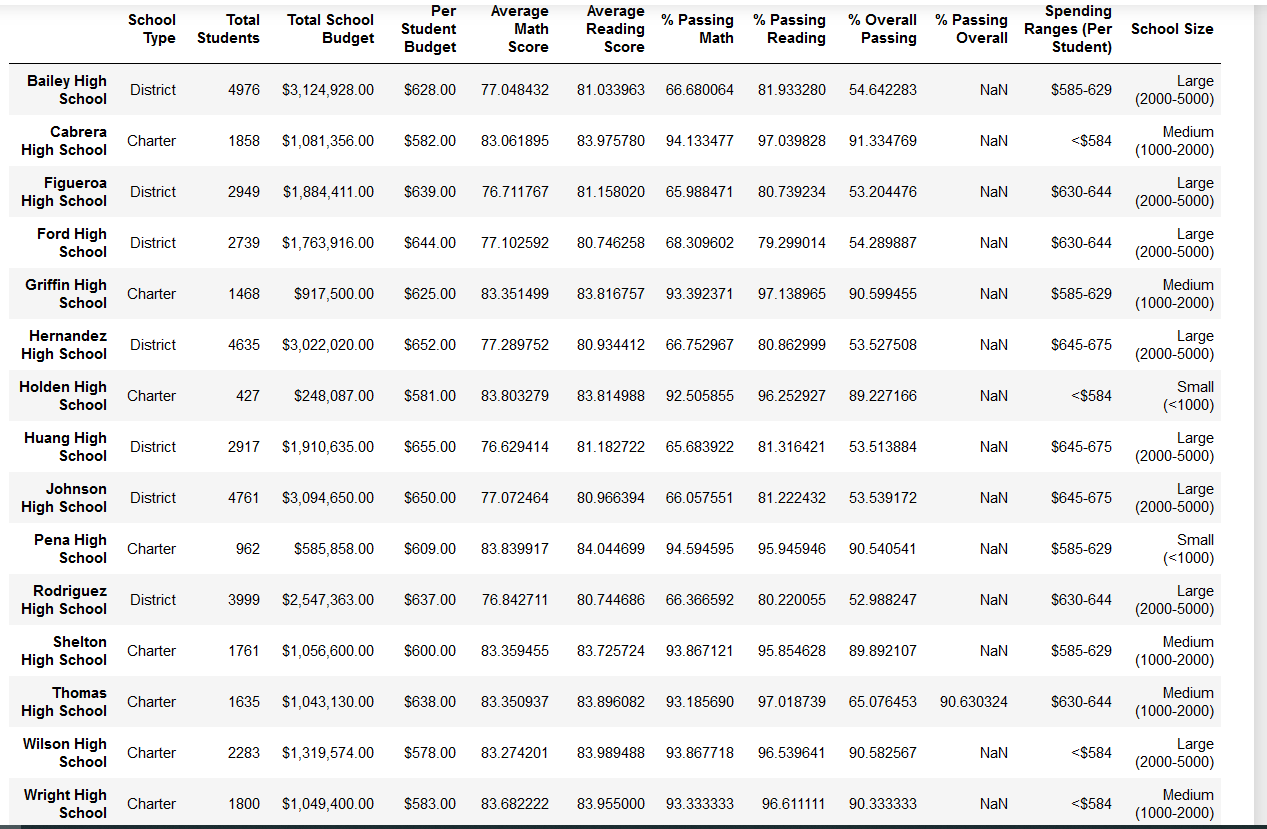 School Type Total Students Total School Budget Per Student Budget Average Math Score Average Reading Score % Passing Math % Passing Reading % Overall Passing % Passing Overall Spending Ranges (Per Student) School Size
Bailey High School District 4976 $3,124,928.00 $628.00 77.048432 81.033963 66.680064 81.933280 54.642283 NaN $585-629 Large (2000-5000)
Cabrera High School Charter 1858 $1,081,356.00 $582.00 83.061895 83.975780 94.133477 97.039828 91.334769 NaN <$584 Medium (1000-2000)
Figueroa High School District 2949 $1,884,411.00 $639.00 76.711767 81.158020 65.988471 80.739234 53.204476 NaN $630-644 Large (2000-5000)
Ford High School District 2739 $1,763,916.00 $644.00 77.102592 80.746258 68.309602 79.299014 54.289887 NaN $630-644 Large (2000-5000)
Griffin High School Charter 1468 $917,500.00 $625.00 83.351499 83.816757 93.392371 97.138965 90.599455 NaN $585-629 Medium (1000-2000)
Hernandez High School District 4635 $3,022,020.00 $652.00 77.289752 80.934412 66.752967 80.862999 53.527508 NaN $645-675 Large (2000-5000)
Holden High School Charter 427 $248,087.00 $581.00 83.803279 83.814988 92.505855 96.252927 89.227166 NaN <$584 Small (<1000)
Huang High School District 2917 $1,910,635.00 $655.00 76.629414 81.182722 65.683922 81.316421 53.513884 NaN $645-675 Large (2000-5000)
Johnson High School District 4761 $3,094,650.00 $650.00 77.072464 80.966394 66.057551 81.222432 53.539172 NaN $645-675 Large (2000-5000)
Pena High School Charter 962 $585,858.00 $609.00 83.839917 84.044699 94.594595 95.945946 90.540541 NaN $585-629 Small (<1000)
Rodriguez High School District 3999 $2,547,363.00 $637.00 76.842711 80.744686 66.366592 80.220055 52.988247 NaN $630-644 Large (2000-5000)
Shelton High School Charter 1761 $1,056,600.00 $600.00 83.359455 83.725724 93.867121 95.854628 89.892107 NaN $585-629 Medium (1000-2000)
Thomas High School Charter 1635 $1,043,130.00 $638.00 83.350937 83.896082 93.185690 97.018739 65.076453 90.630324 $630-644 Medium (1000-2000)
Wilson High School Charter 2283 $1,319,574.00 $578.00 83.274201 83.989488 93.867718 96.539641 90.582567 NaN <$584 Large (2000-5000)
Wright High School Charter 1800 $1,049,400.00 $583.00 83.682222 83.955000 93.333333 96.611111 90.333333 NaN <$584 Medium (1000-2000)